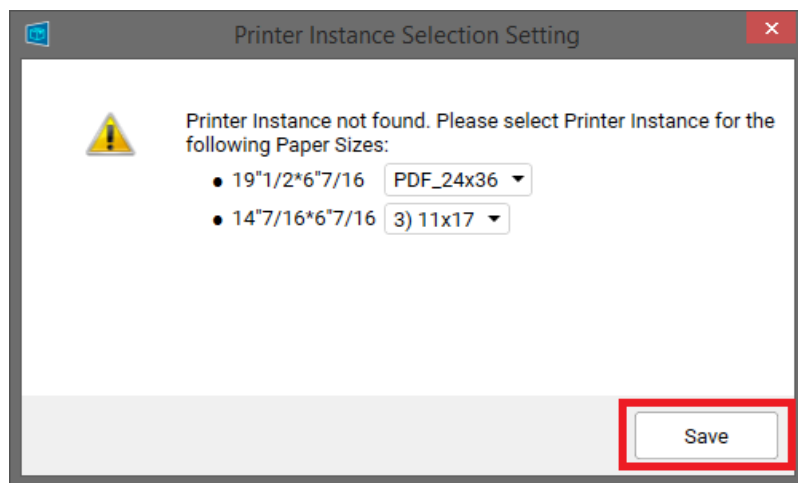 Printer Instance Selection Setting
Printer Instance not found. Please select Printer Instance for the
following Paper Sizes:
● 19"1/2*6"7/16 PDF_24x36
● 14"7/16*6"7/16 3) 11x17
Save